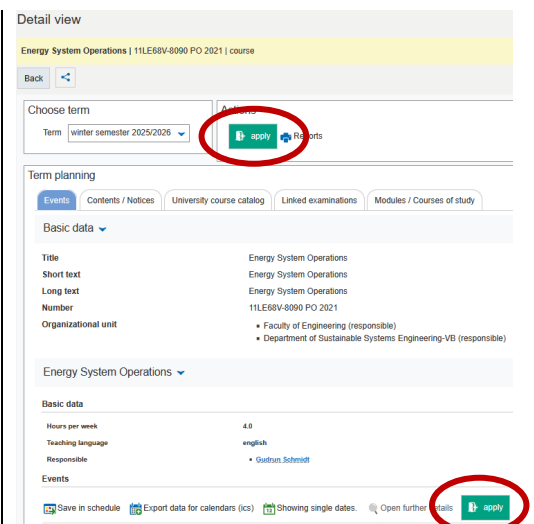 Detail view
Energy System Operations | 11LE68V-8090 PO 2021 | course
Back
Choose term
Actions
Term winter semester 2025/2026
apply Reports
Term planning
Events Contents / Notices University course catalog Linked examinations Modules / Courses of study
Basic data
Title Energy System Operations
Short text Energy System Operations
Long text Energy System Operations
Number 11LE68V-8090 PO 2021
Organizational unit ▪ Faculty of Engineering (responsible)
▪ Department of Sustainable Systems Engineering-VB (responsible)
Energy System Operations
Basic data
Hours per week 4.0
Teaching language english
Responsible ▪ Gudrun Schmidt
Events
Save in schedule Export data for calendars (ics) 12 Showing single dates. Open further details apply